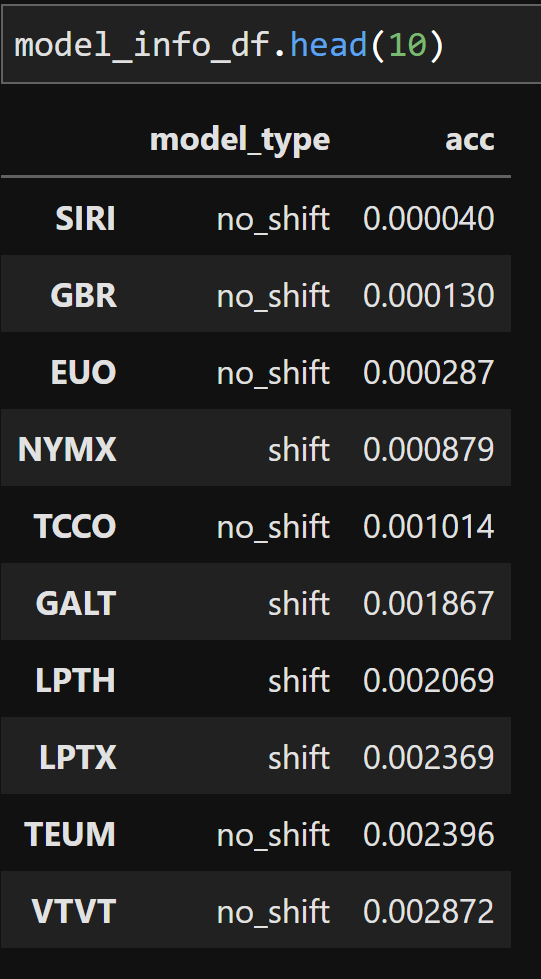 model_info_df.head(10)
model_type acc
SIRI no_shift 0.000040
GBR no_shift 0.000130
EUO no_shift 0.000287
NYMX shift 0.000879
TCCO no_shift 0.001014
GALT shift 0.001867
LPTH shift 0.002069
LPTX shift 0.002369
TEUM no_shift 0.002396
VTVT no_shift 0.002872